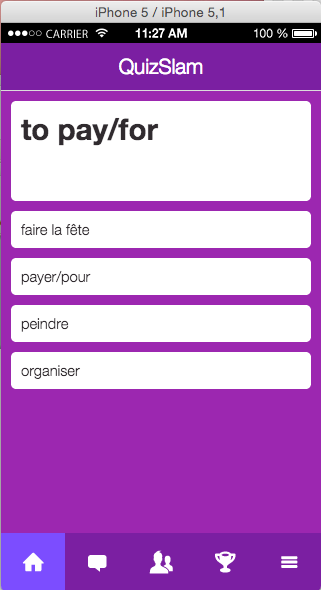 iPhone 5 / iPhone 5,1
CARRIER 11:27 AM 100 %
QuizSlam
to pay/for
faire la fête
payer/pour
peindre
organiser